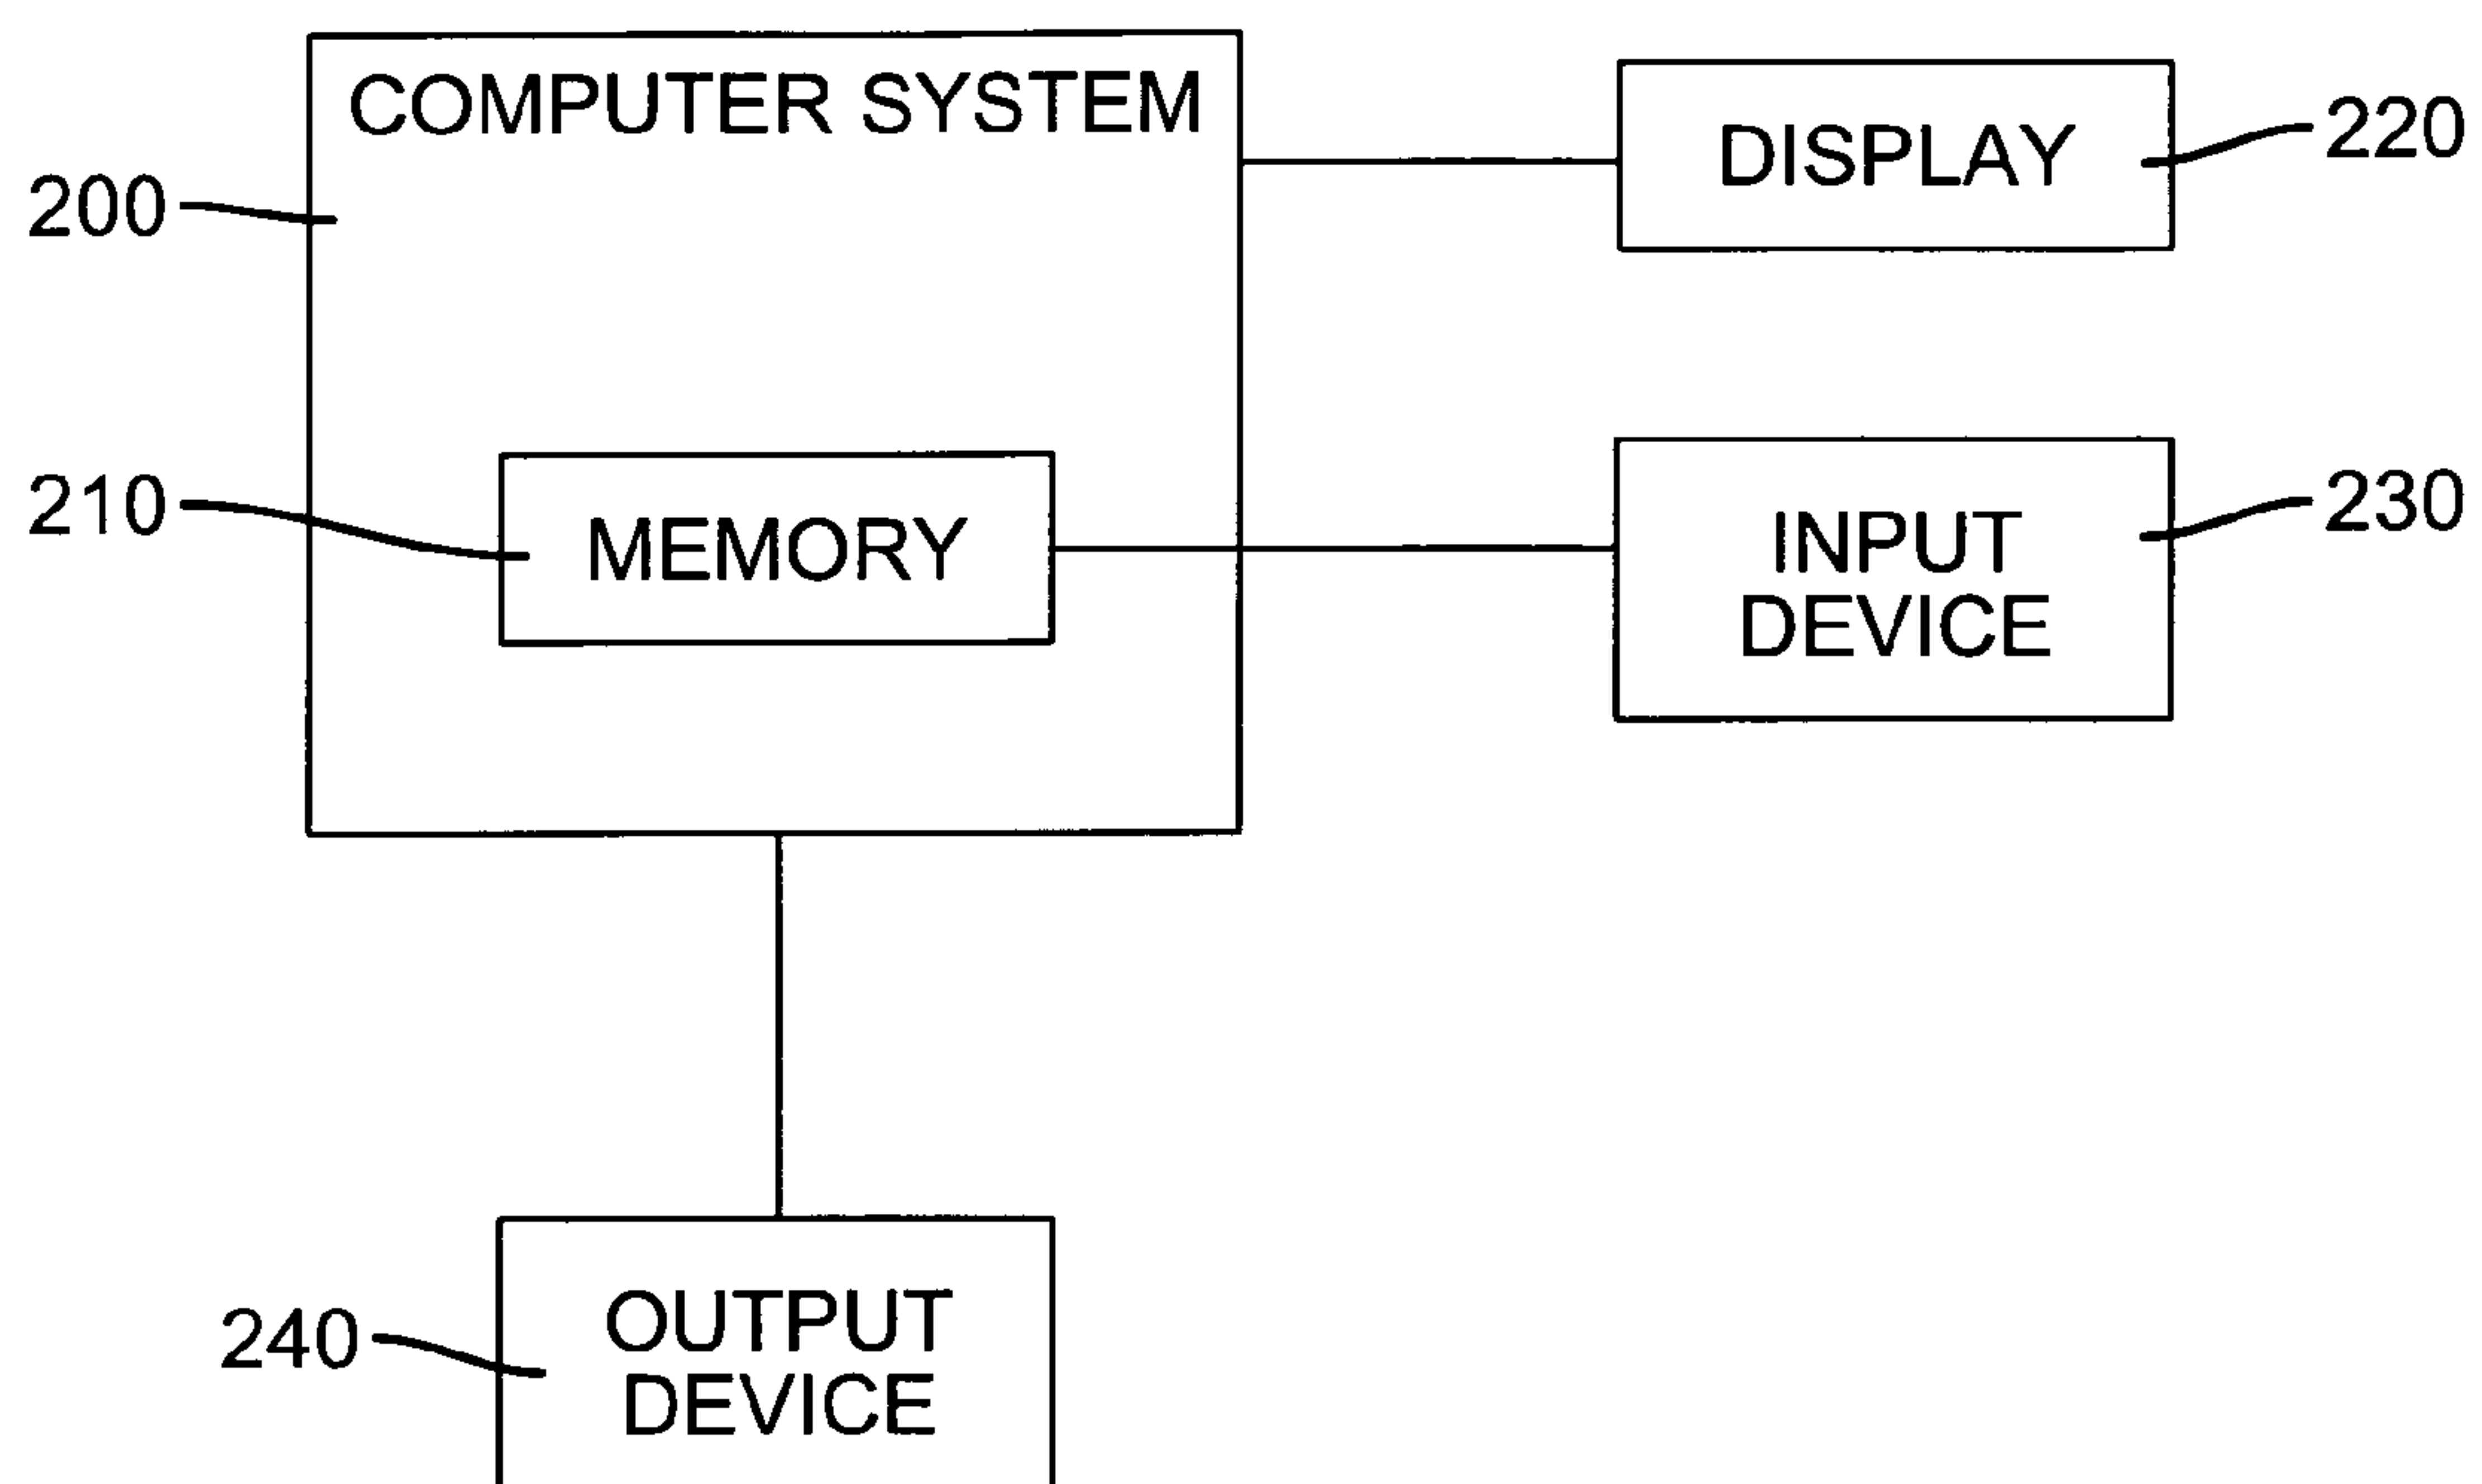 COMPUTER SYSTEM
200
DISPLAY
220
210
MEMORY
INPUT
DEVICE
230
240
OUTPUT
DEVICE